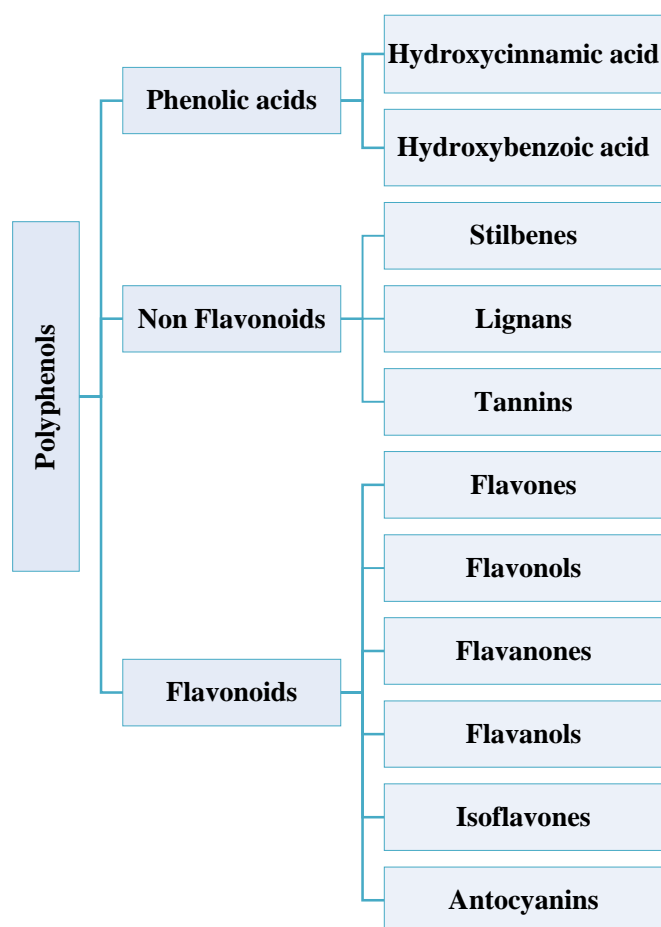 Polyphenols
Phenolic acids
Hydroxycinnamic acid
Hydroxybenzoic acid
Non Flavonoids
Stilbenes
Lignans
Tannins
Flavonoids
Flavones
Flavonols
Flavanones
Flavanols
Isoflavones
Antocyanins